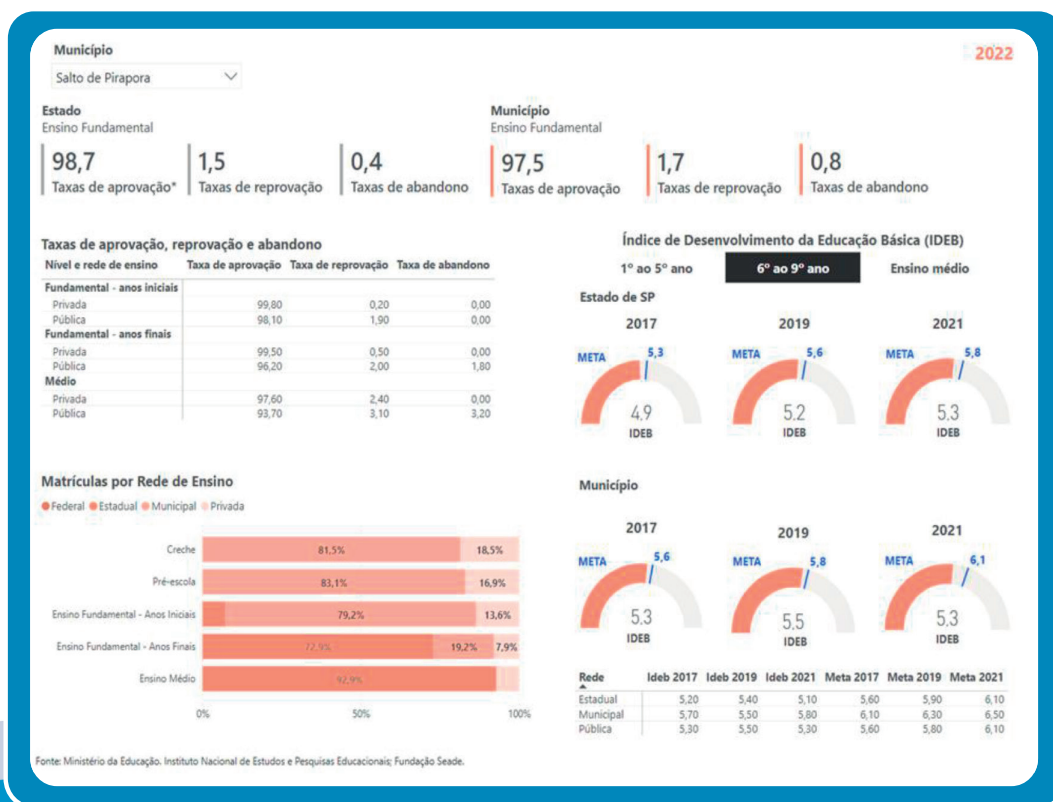 Município
2022
Salto de Pirapora
Estado
Ensino Fundamental
98,7
Taxas de aprovação*
1,5
Taxas de reprovação
0,4
Taxas de abandono
Município
Ensino Fundamental
97,5
Taxas de aprovação
1,7
Taxas de reprovação
0,8
Taxas de abandono
Taxas de aprovação, reprovação e abandono
Nível e rede de ensino Taxa de aprovação Taxa de reprovação Taxa de abandono
Fundamental - anos iniciais
Privada 99,80 0,20 0,00
Pública 98,10 1,90 0,00
Fundamental - anos finais
Privada 99,50 0,50 0,00
Pública 96,20 2,00 1,80
Médio
Privada 97,60 2,40 0,00
Pública 93,70 3,10 3,20
Índice de Desenvolvimento da Educação Básica (IDEB)
1º ao 5º ano 6º ao 9º ano Ensino médio
Estado de SP
2017 2019 2021
META 5,3 META 5,6 META 5,8
4.9 5.2 5.3
IDEB IDEB IDEB
Matrículas por Rede de Ensino
Federal Estadual Municipal Privada
Creche 81,5% 18,5%
Pré-escola 83,1% 16,9%
Ensino Fundamental - Anos Iniciais 79,2% 13,6%
Ensino Fundamental - Anos Finais 72,9% 19,2% 7,9%
Ensino Médio 92,9%
0% 50% 100%
Município
2017 2019 2021
META 5,6 META 5,8 META 6,1
5.3 5.5 5.3
IDEB IDEB IDEB
Rede Ideb 2017 Ideb 2019 Ideb 2021 Meta 2017 Meta 2019 Meta 2021
Estadual 5,20 5,40 5,10 5,60 5,90 6,10
Municipal 5,70 5,50 5,80 6,10 6,30 6,50
Pública 5,30 5,50 5,30 5,60 5,80 6,10
Fonte: Ministério da Educação. Instituto Nacional de Estudos e Pesquisas Educacionais; Fundação Seade.